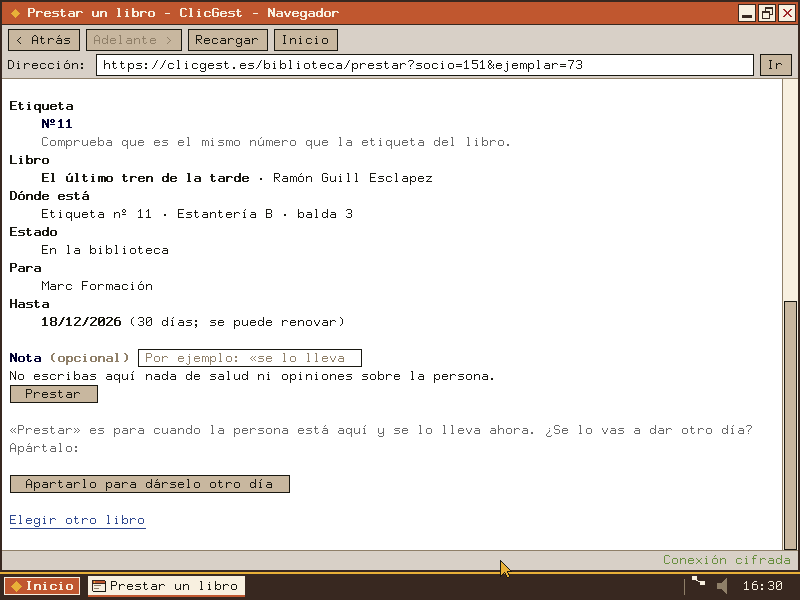 Prestar un libro - ClicGest - Navegador
< Atrás
Adelante >
Recargar
Inicio
Dirección: https://clicgest.es/biblioteca/prestar?socio=151&ejemplar=73
Ir
Etiqueta
Nº11
Comprueba que es el mismo número que la etiqueta del libro.
Libro
El último tren de la tarde · Ramón Guill Esclapez
Dónde está
Etiqueta nº 11 · Estantería B · balda 3
Estado
En la biblioteca
Para
Marc Formación
Hasta
18/12/2026 (30 días; se puede renovar)
Nota (opcional) Por ejemplo: «se lo lleva
No escribas aquí nada de salud ni opiniones sobre la persona.
Prestar
«Prestar» es para cuando la persona está aquí y se lo lleva ahora. ¿Se lo vas a dar otro día?
Apártalo:
Apartarlo para dárselo otro día
Elegir otro libro
Conexión cifrada
Inicio
Prestar un libro
16:30